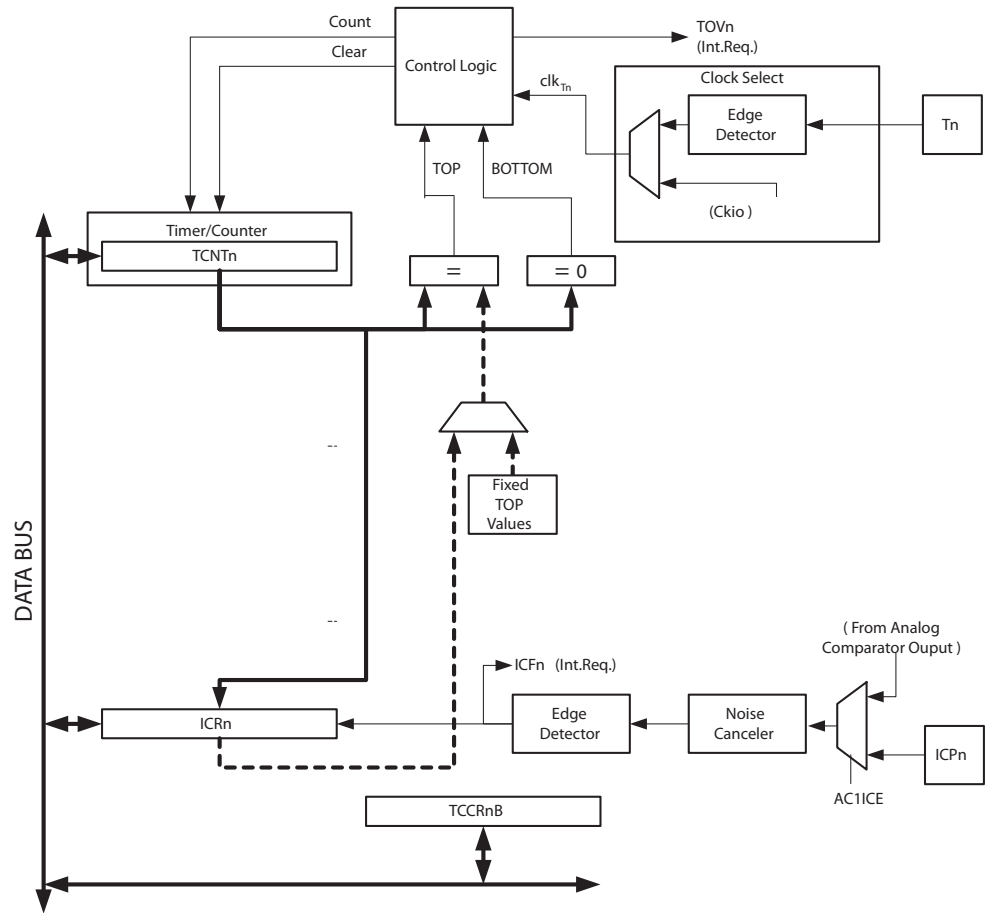 Count
Clear
Control Logic
TOVn
(Int.Req.)
clkTn
Clock Select
Edge
Detector
Tn
(Ckio )
TOP
BOTTOM
Timer/Counter
TCNTn
=
= 0
--
Fixed
TOP
Values
DATA BUS
--
( From Analog
Comparator Ouput )
ICFn (Int.Req.)
ICRn
Edge
Detector
Noise
Canceler
ICPn
AC1ICE
TCCRnB